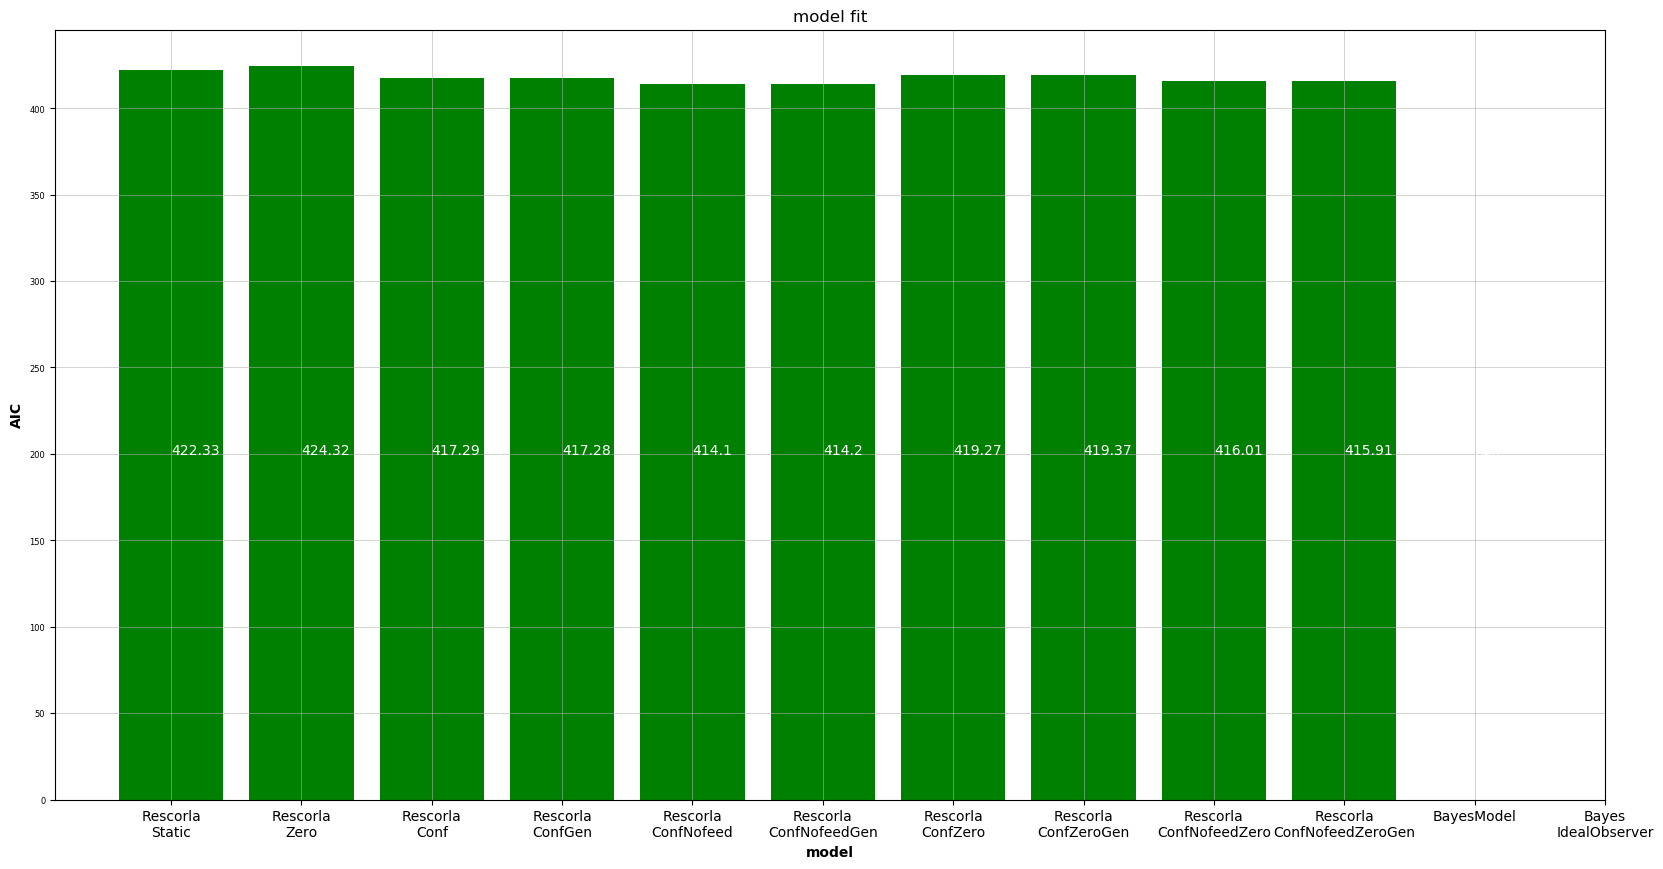 model fit
AIC
400
350
300
250
200
150
100
50
0
422.33 424.32 417.29 417.28 414.1 414.2 419.27 419.37 416.01 415.91
Rescorla Rescorla Rescorla Rescorla Rescorla Rescorla Rescorla Rescorla Rescorla Rescorla BayesModel Bayes
Static Zero Conf ConfGen ConfNofeed ConfNofeedGen ConfZero ConfZeroGen ConfNofeedZero ConfNofeedZeroGen IdealObserver
model